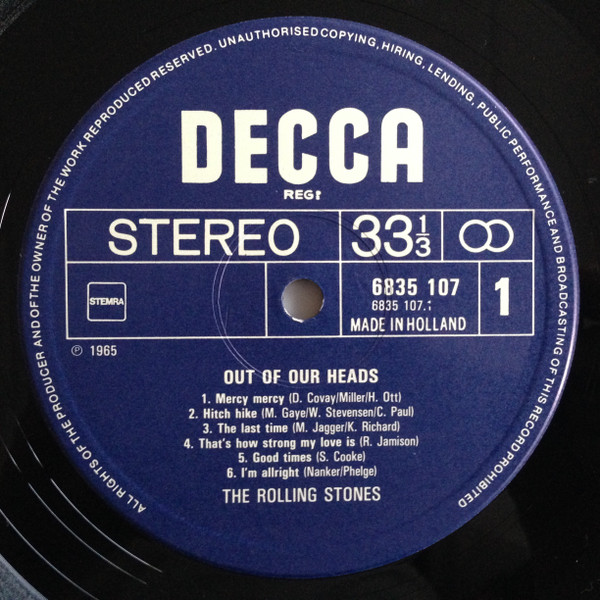 ALL RIGHTS OF THE PRODUCER AND OF THE OWNER OF THE WORK REPRODUCED RESERVED. UNAUTHORISED COPYING, HIRING, LENDING, PUBLIC PERFORMANCE AND BROADCASTING OF THIS RECORD PROHIBITED
DECCA
REGᵈ
STEREO 33⅓
STEMRA
6835 107
6835 107.1
MADE IN HOLLAND
1
℗ 1965
OUT OF OUR HEADS
1. Mercy mercy (D. Covay/Miller/H. Ott)
2. Hitch hike (M. Gaye/W. Stevensen/C. Paul)
3. The last time (M. Jagger/K. Richard)
4. That's how strong my love is (R. Jamison)
5. Good times (S. Cooke)
6. I'm allright (Nanker/Phelge)
THE ROLLING STONES